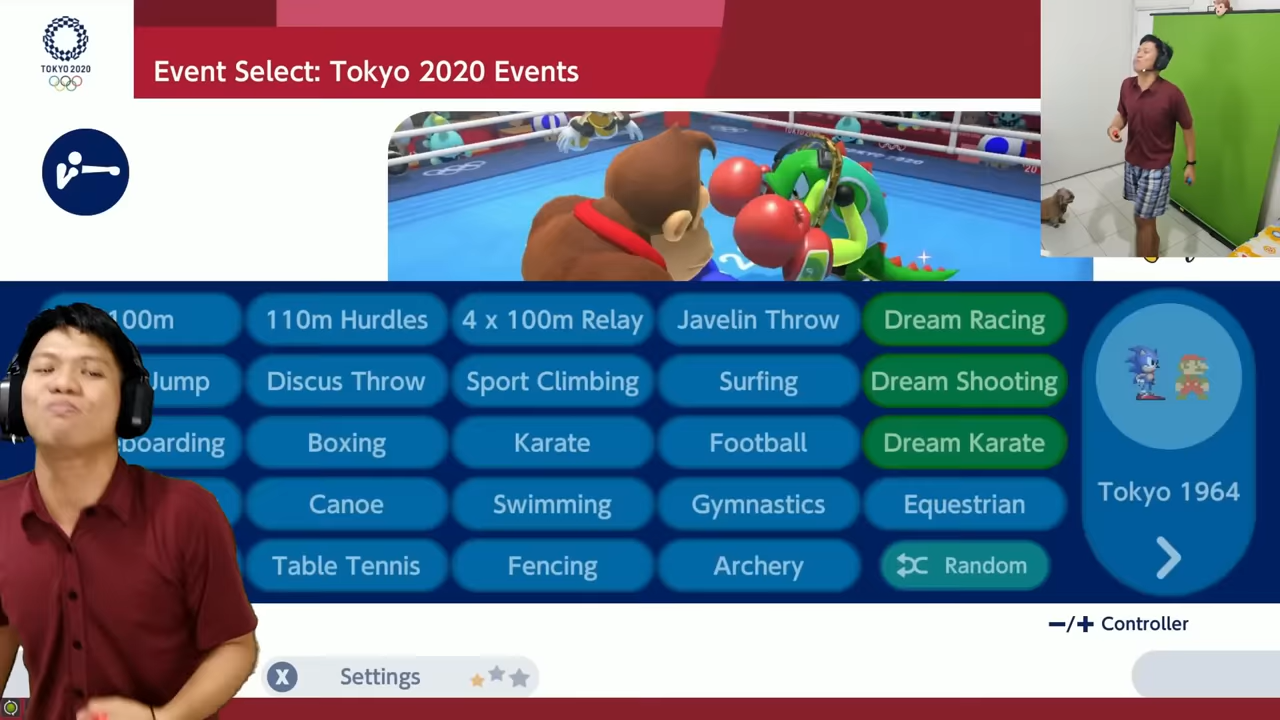 TOKYO 2020
Event Select: Tokyo 2020 Events
100m
110m Hurdles
4 x 100m Relay
Javelin Throw
Dream Racing
Jump
Discus Throw
Sport Climbing
Surfing
Dream Shooting
eboarding
Boxing
Karate
Football
Dream Karate
Canoe
Swimming
Gymnastics
Equestrian
Table Tennis
Fencing
Archery
Random
Tokyo 1964
−/+ Controller
X Settings